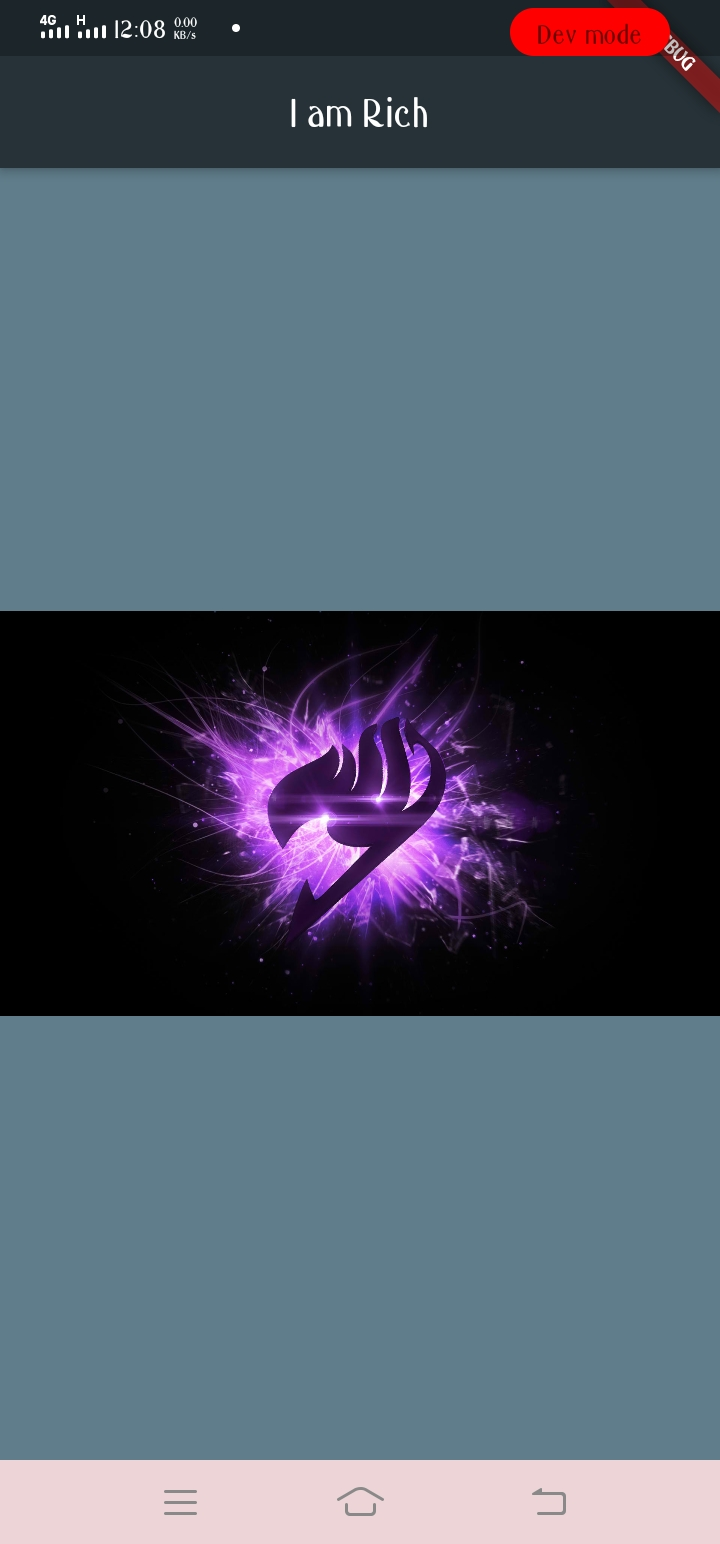 4G H 12:08 0.00 KB/s
Dev mode
BUG
I am Rich